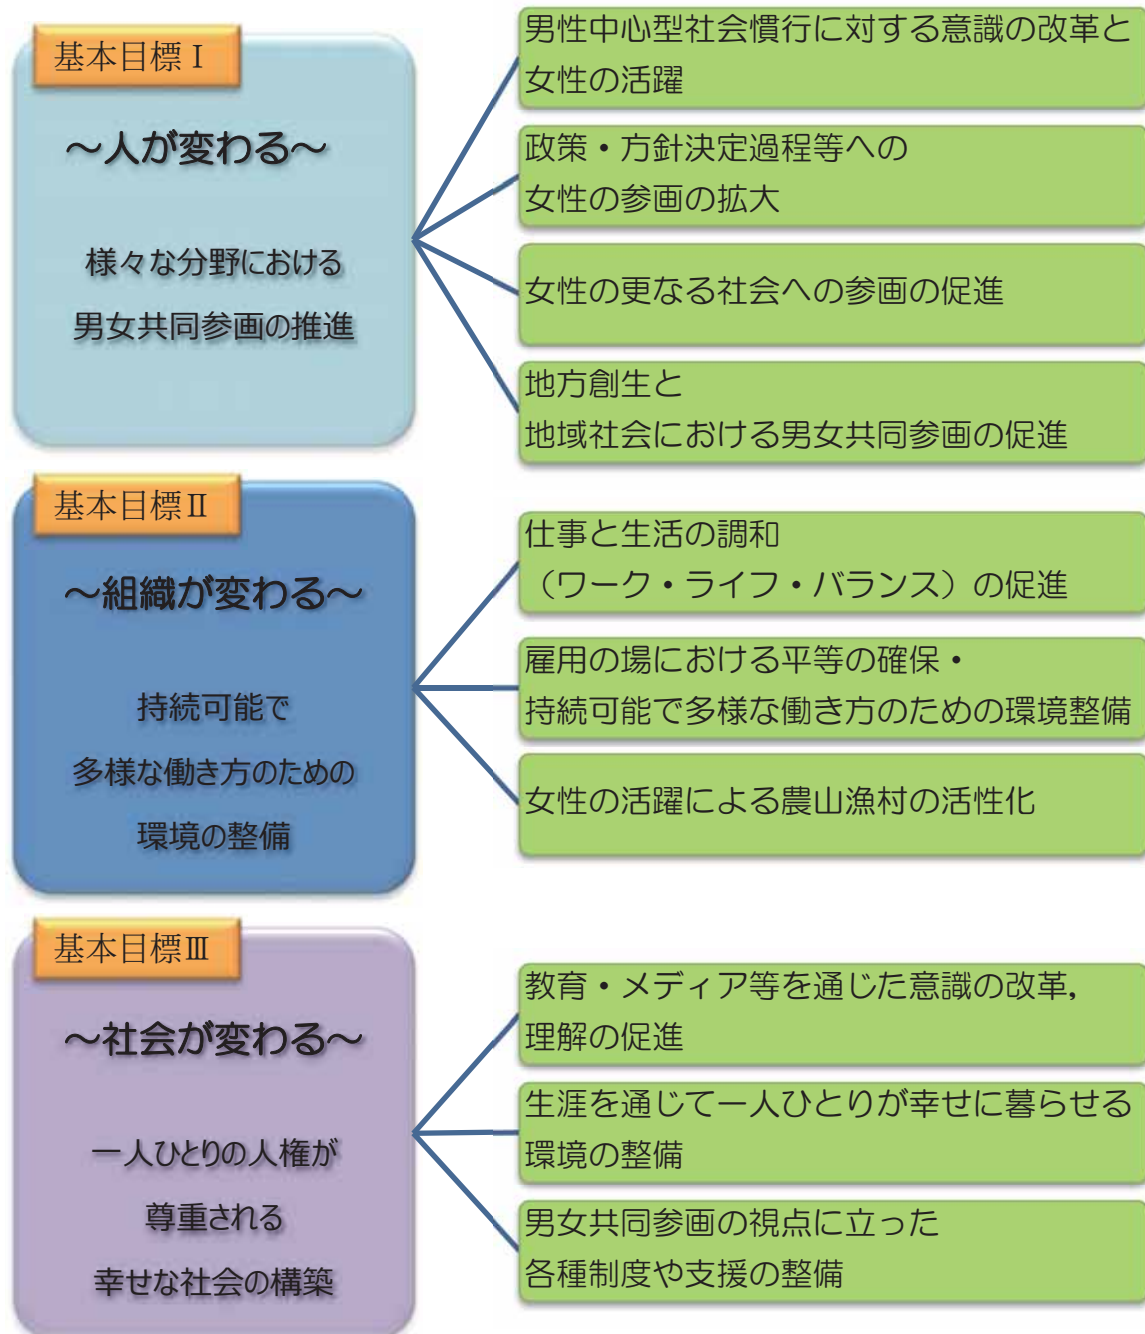 基本目標Ⅰ
～人が変わる～
様々な分野における
男女共同参画の推進
男性中心型社会慣行に対する意識の改革と
女性の活躍
政策・方針決定過程等への
女性の参画の拡大
女性の更なる社会への参画の促進
地方創生と
地域社会における男女共同参画の促進
基本目標Ⅱ
～組織が変わる～
持続可能で
多様な働き方のための
環境の整備
仕事と生活の調和
（ワーク・ライフ・バランス）の促進
雇用の場における平等の確保・
持続可能で多様な働き方のための環境整備
女性の活躍による農山漁村の活性化
基本目標Ⅲ
～社会が変わる～
一人ひとりの人権が
尊重される
幸せな社会の構築
教育・メディア等を通じた意識の改革,
理解の促進
生涯を通じて一人ひとりが幸せに暮らせる
環境の整備
男女共同参画の視点に立った
各種制度や支援の整備